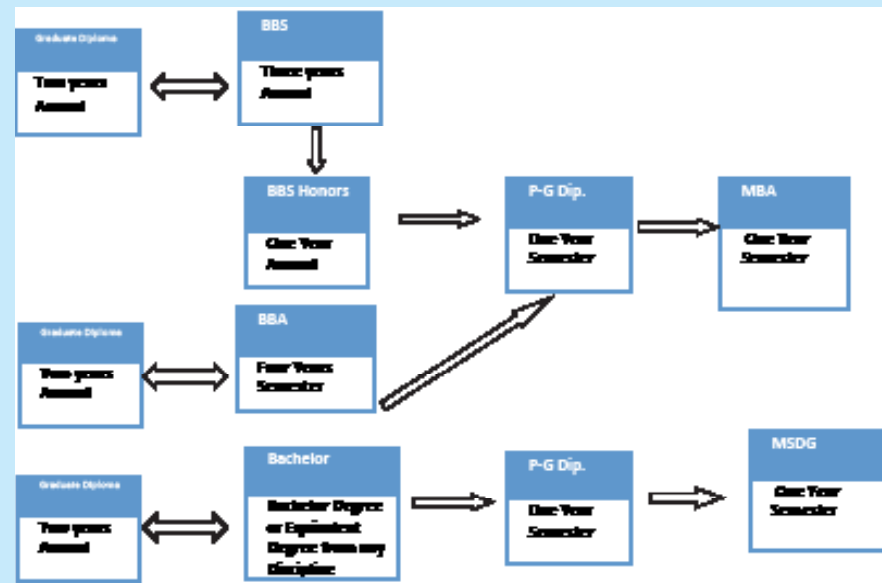 Graduate Diploma
Two years
Annual
BBS
Three years
Annual
BBS Honors
One Year
Annual
P-G Dip.
One Year
Semester
MBA
One Year
Semester
Graduate Diploma
Two years
Annual
BBA
Four Years
Semester
Graduate Diploma
Two years
Annual
Bachelor
Bachelor Degree
or Equivalent
Degree from any
Discipline
P-G Dip.
One Year
Semester
MSDG
One Year
Semester